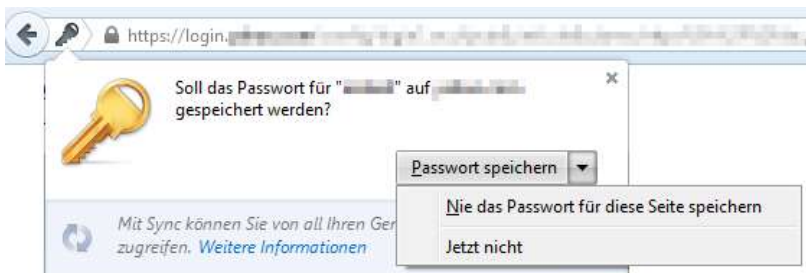 https://login.
Soll das Passwort für "" auf
gespeichert werden?
Passwort speichern
Nie das Passwort für diese Seite speichern
Mit Sync können Sie von all Ihren
zugreifen. Weitere Informationen
Jetzt nicht